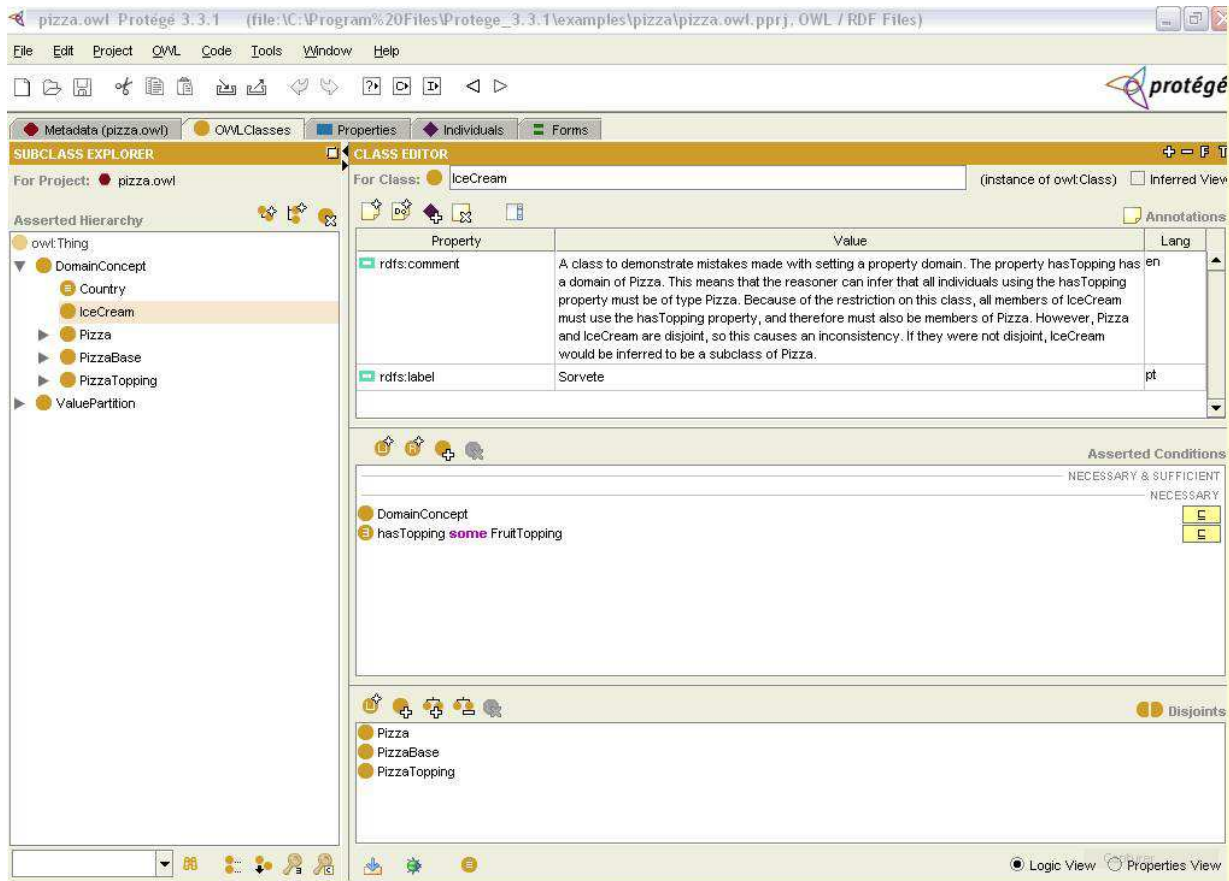 pizza.owl Protégé 3.3.1 (file:\C:\Program%20Files\Protege_3.3.1\examples\pizza\pizza.owl.pprj, OWL / RDF Files)
File Edit Project OWL Code Tools Window Help
protégé
Metadata (pizza.owl) OWLClasses Properties Individuals Forms
SUBCLASS EXPLORER
For Project: pizza.owl
Asserted Hierarchy
owl:Thing
DomainConcept
Country
IceCream
Pizza
PizzaBase
PizzaTopping
ValuePartition
CLASS EDITOR
For Class: IceCream (instance of owl:Class) Inferred View
Annotations
Property Value Lang
rdfs:comment A class to demonstrate mistakes made with setting a property domain. The property hasTopping has en
a domain of Pizza. This means that the reasoner can infer that all individuals using the hasTopping
property must be of type Pizza. Because of the restriction on this class, all members of IceCream
must use the hasTopping property, and therefore must also be members of Pizza. However, Pizza
and IceCream are disjoint, so this causes an inconsistency. If they were not disjoint, IceCream
would be inferred to be a subclass of Pizza.
rdfs:label Sorvete pt
Asserted Conditions
NECESSARY & SUFFICIENT
NECESSARY
DomainConcept
hasTopping some FruitTopping
Disjoints
Pizza
PizzaBase
PizzaTopping
Logic View Properties View